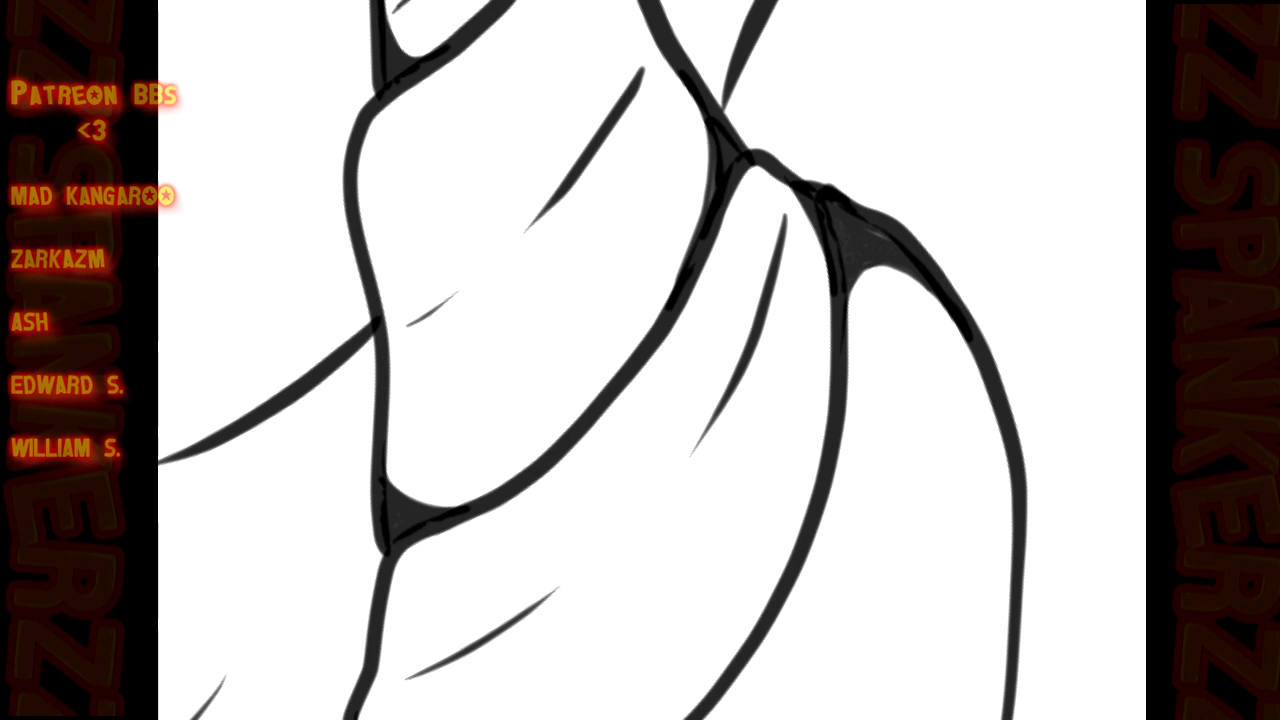 Patreon BBS
<3
MAD KANGAROO
ZARKAZM
ASH
EDWARD S.
WILLIAM S.
ZZ SPANKERZZ
ZZ SPANKERZZ